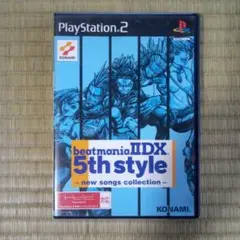 PlayStation®2
KONAMI
beatmania IIDX
5th style
- new songs collection -
KONAMI